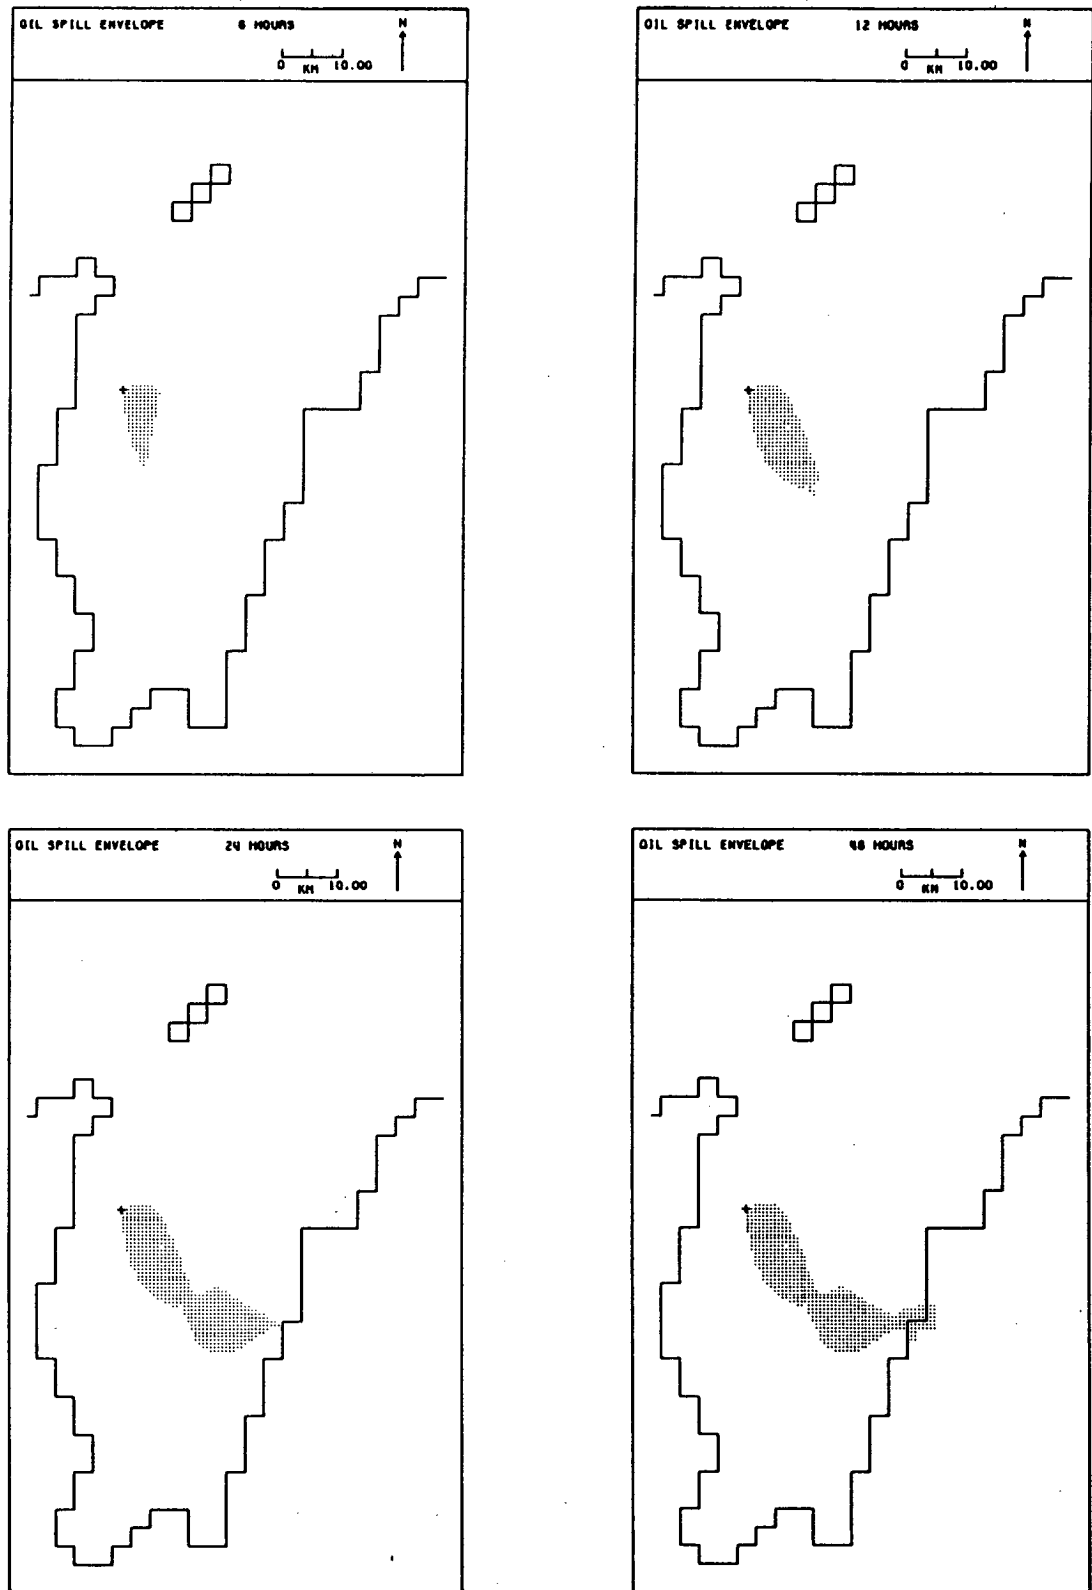 OIL SPILL ENVELOPE 6 HOURS N
0 KM 10.00
OIL SPILL ENVELOPE 12 HOURS N
0 KM 10.00
OIL SPILL ENVELOPE 24 HOURS N
0 KM 10.00
OIL SPILL ENVELOPE 48 HOURS N
0 KM 10.00